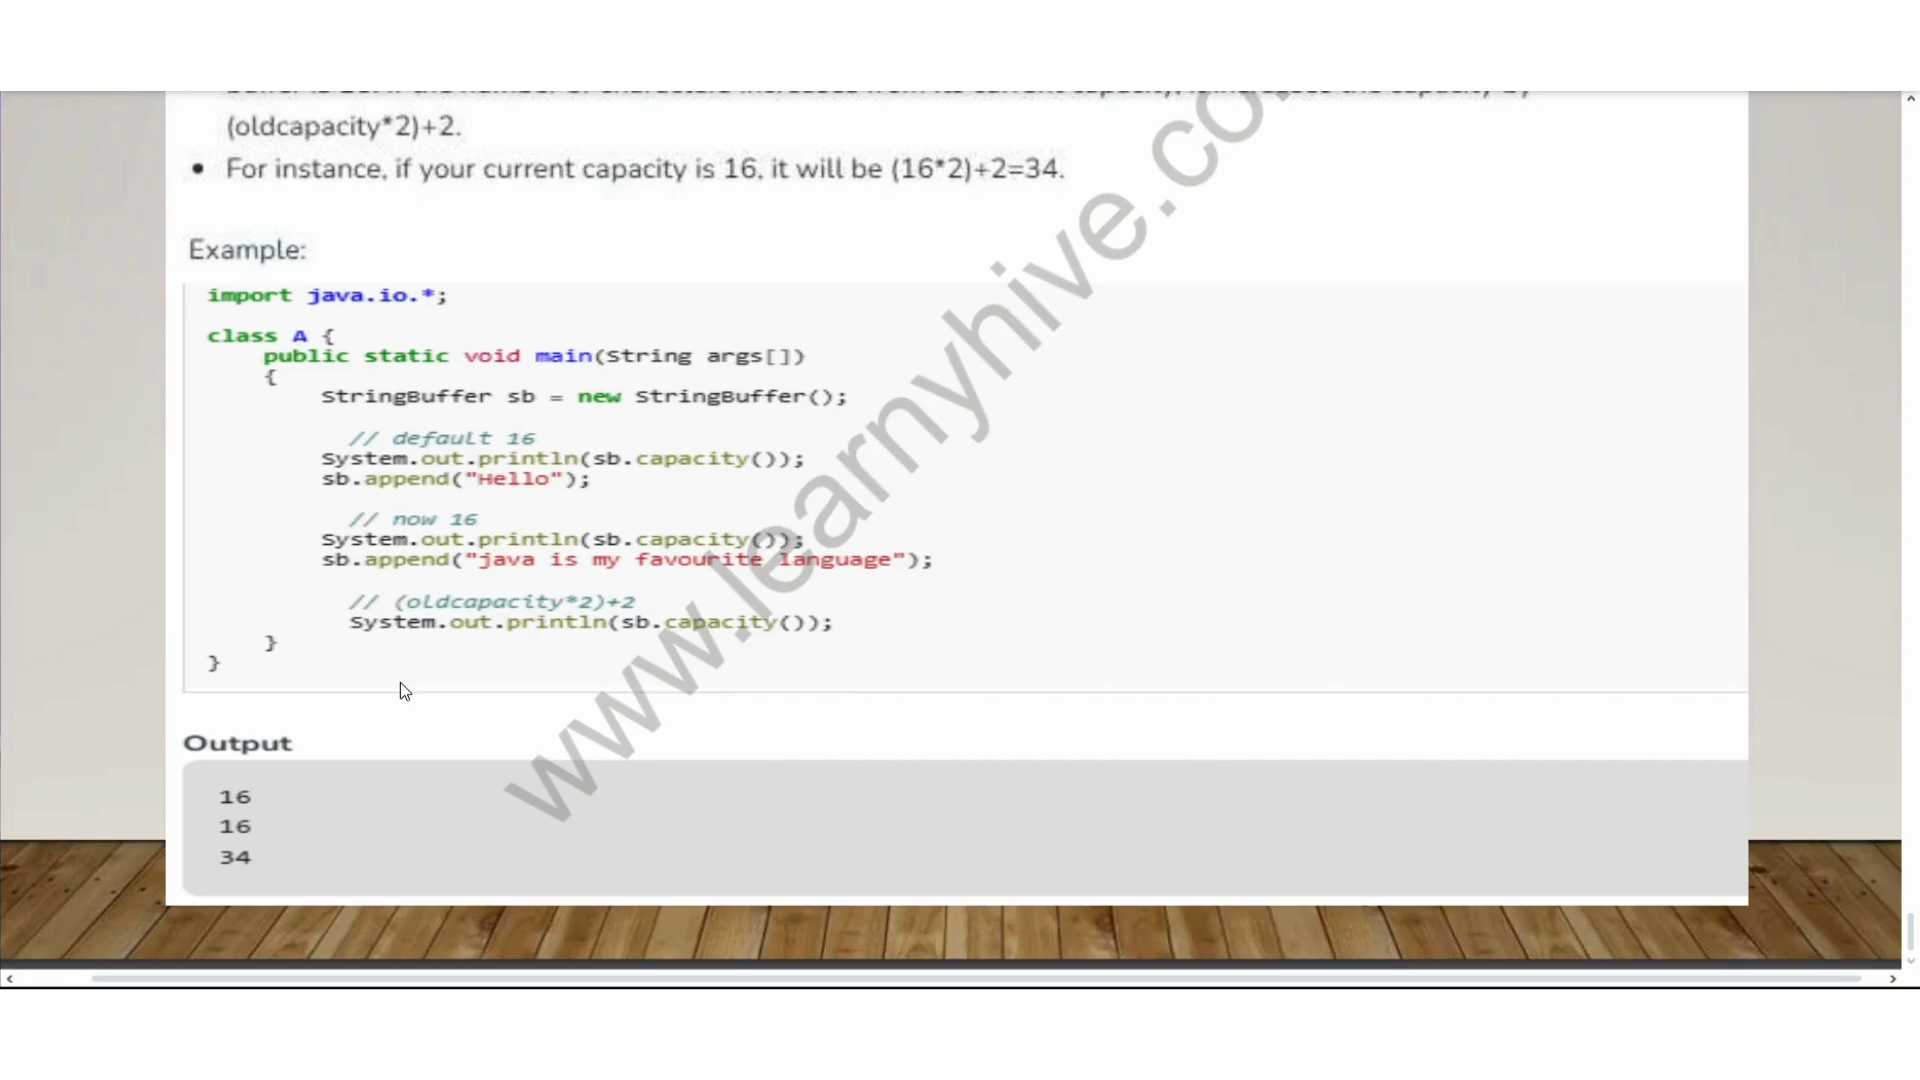 (oldcapacity*2)+2.
• For instance, if your current capacity is 16, it will be (16*2)+2=34.
Example:
import java.io.*;
class A {
public static void main(String args[])
{
StringBuffer sb = new StringBuffer();
// default 16
System.out.println(sb.capacity());
sb.append("Hello");
// now 16
System.out.println(sb.capacity());
sb.append("java is my favourite language");
// (oldcapacity*2)+2
System.out.println(sb.capacity());
}
}
Output
16
16
34
www.learnyhive.co